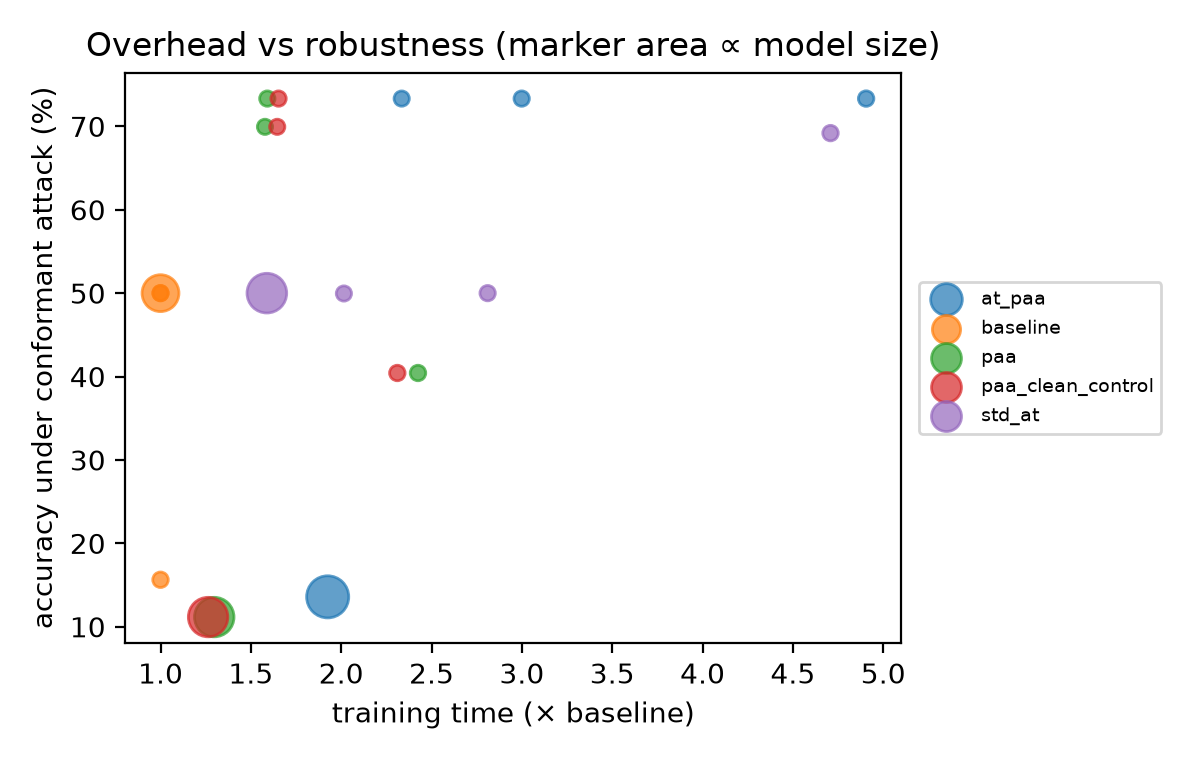 Overhead vs robustness (marker area ∝ model size)
accuracy under conformant attack (%)
70
60
50
40
30
20
10
1.0 1.5 2.0 2.5 3.0 3.5 4.0 4.5 5.0
training time (× baseline)
at_paa
baseline
paa
paa_clean_control
std_at